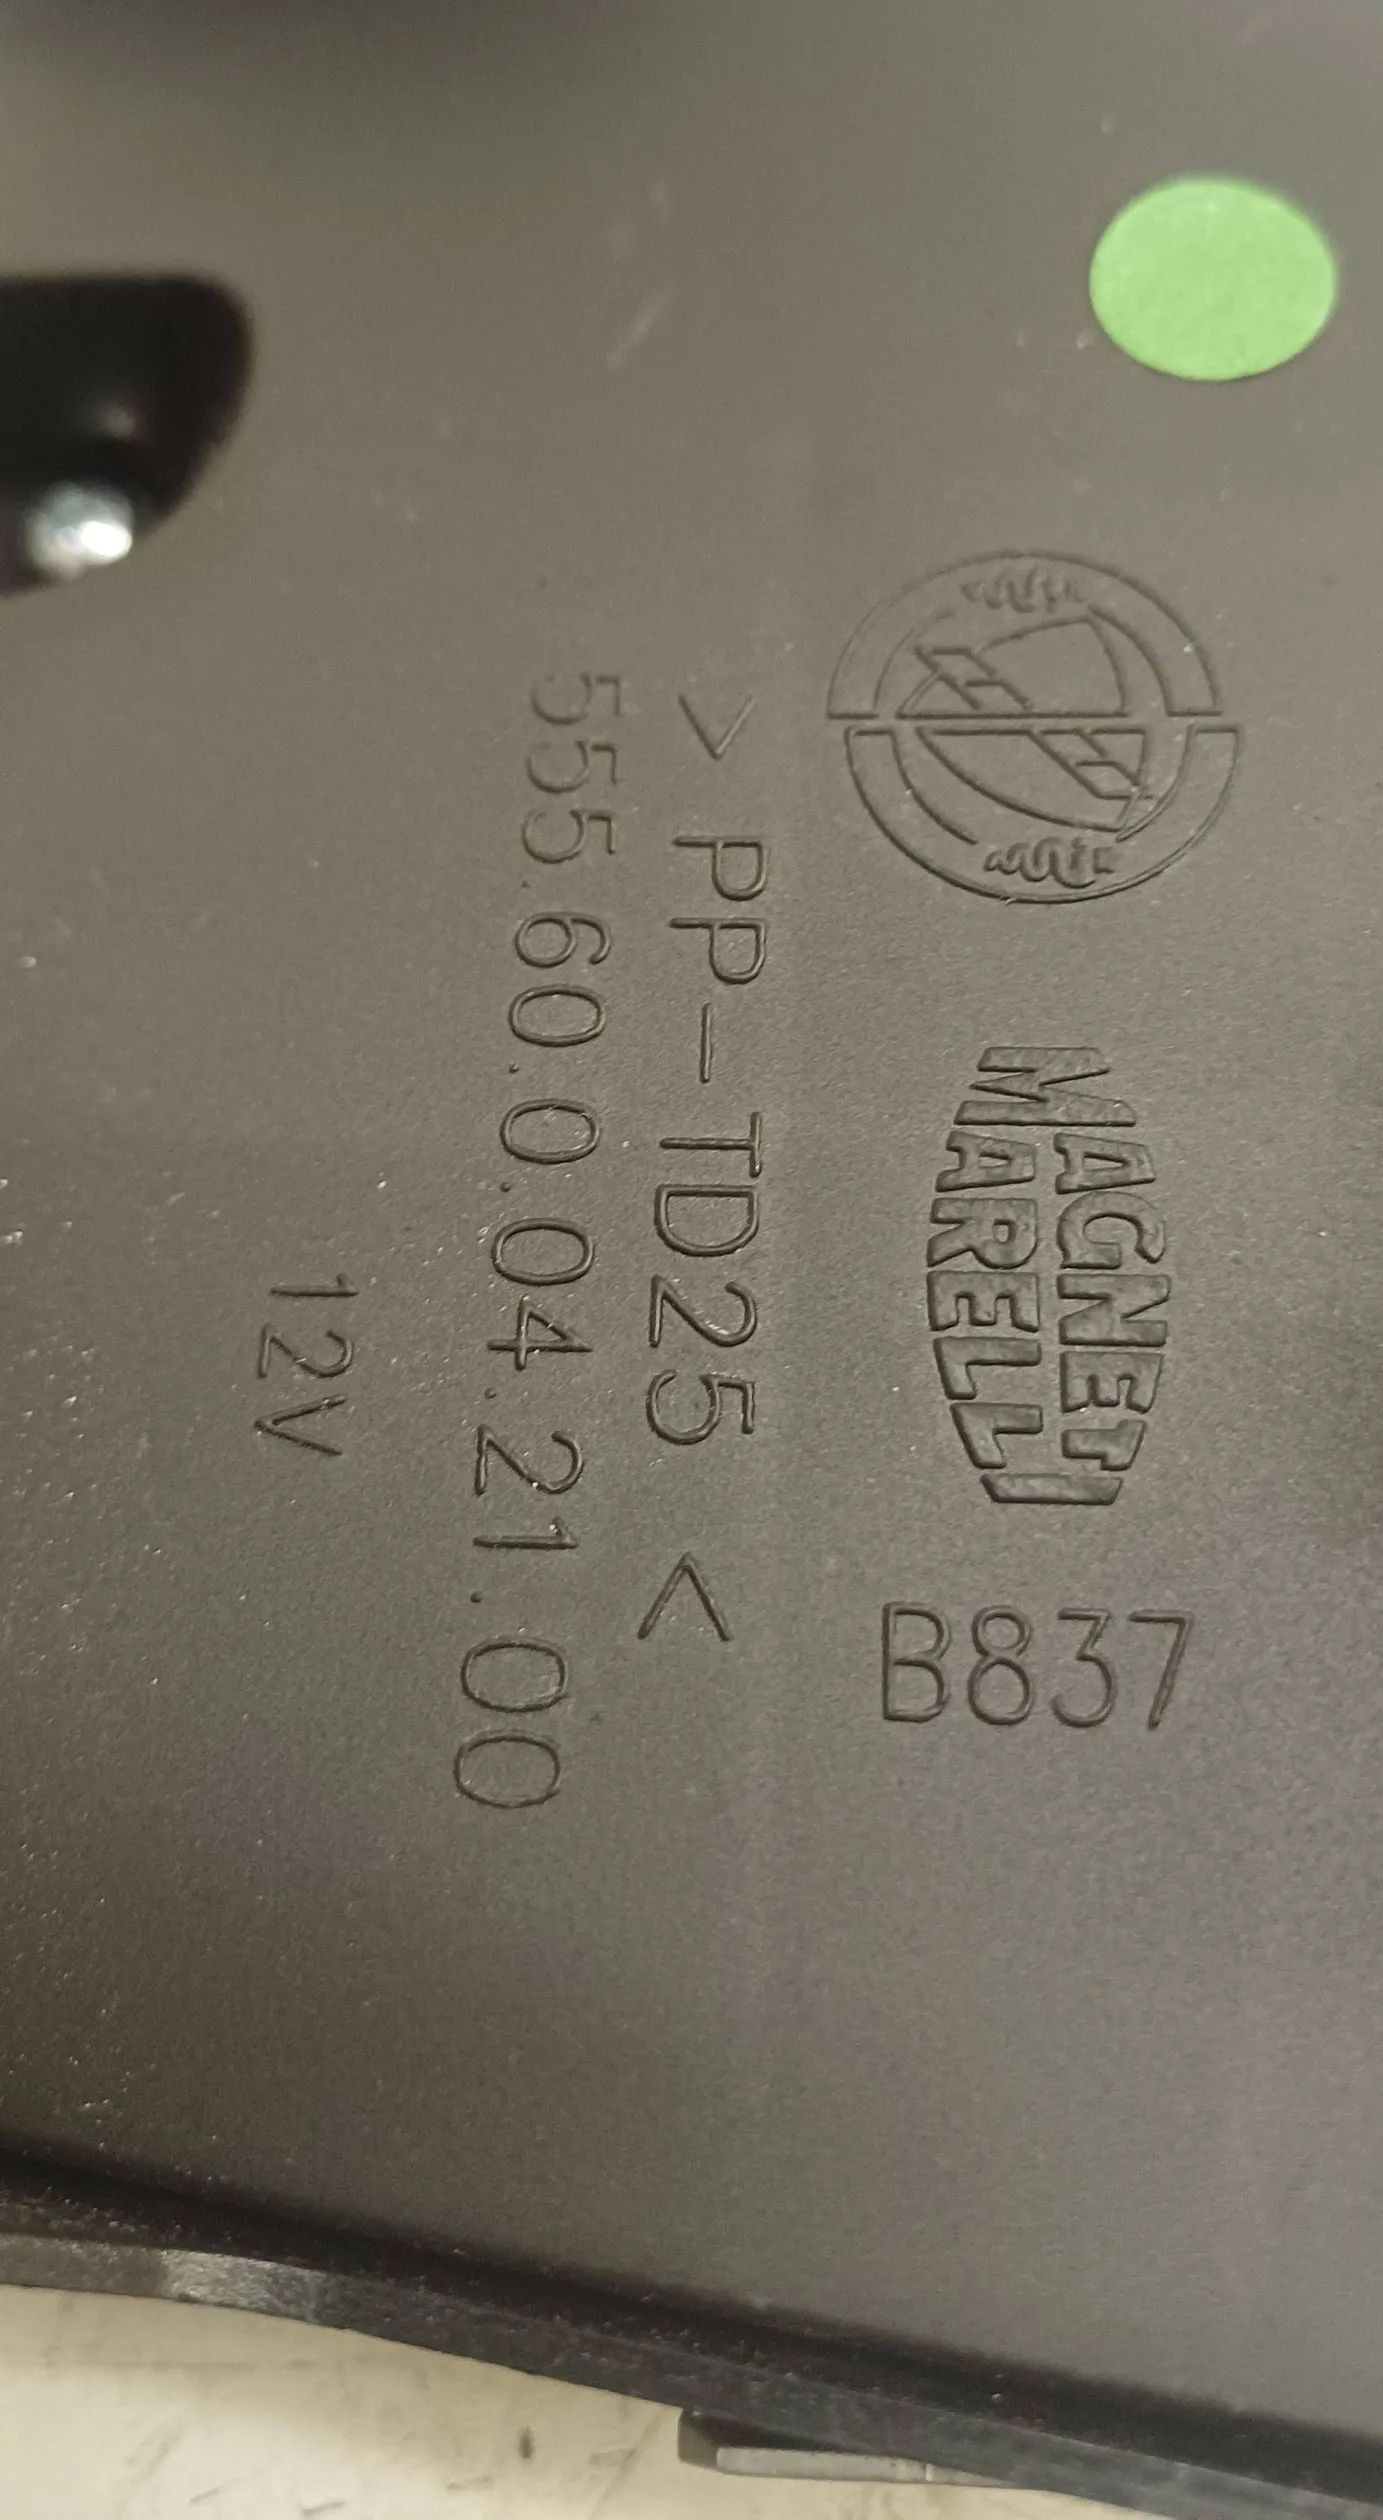 MAGNETI
MARELLI
B837
>PP-TD25<
555.60.0.04.21.00
12V